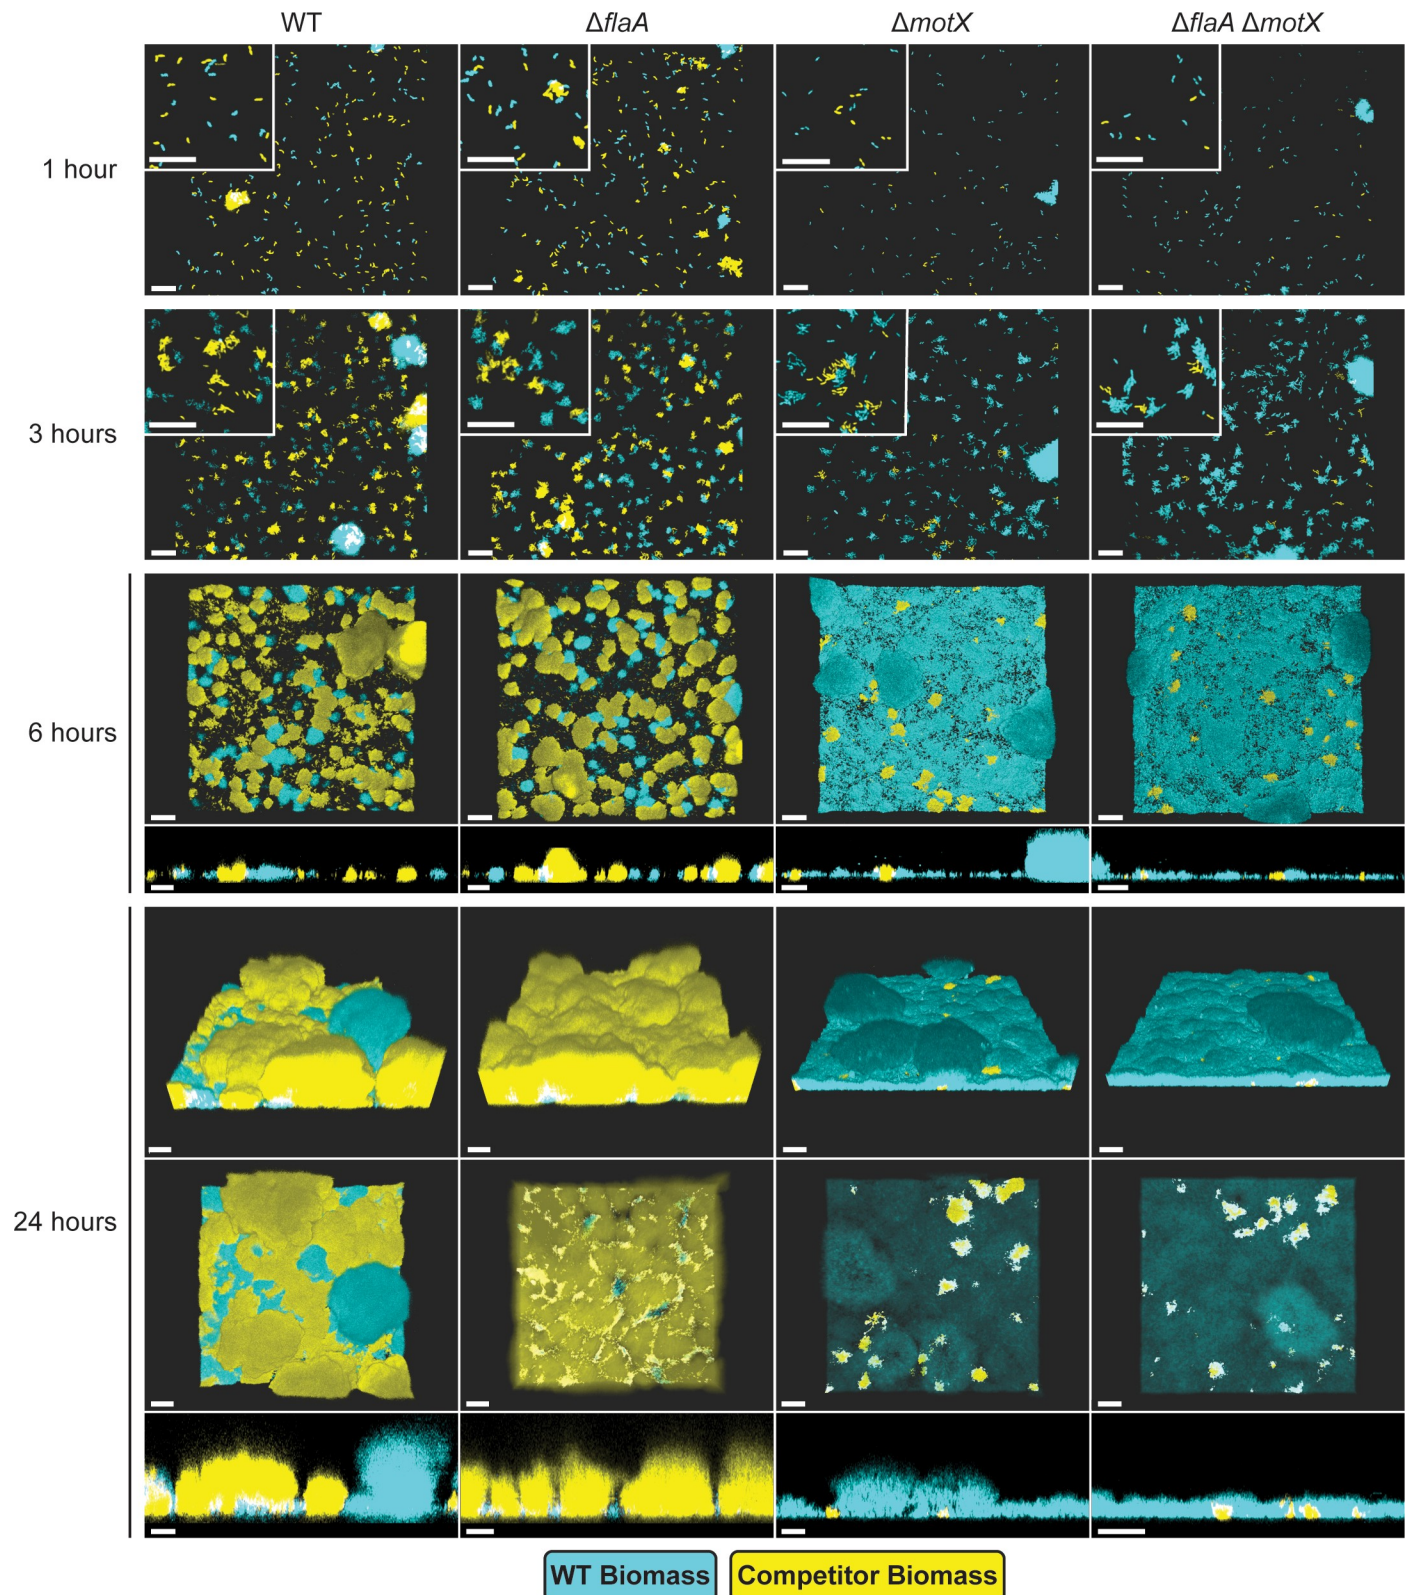 WT ΔflaA ΔmotX ΔflaA ΔmotX
1 hour
3 hours
6 hours
24 hours
WT Biomass Competitor Biomass